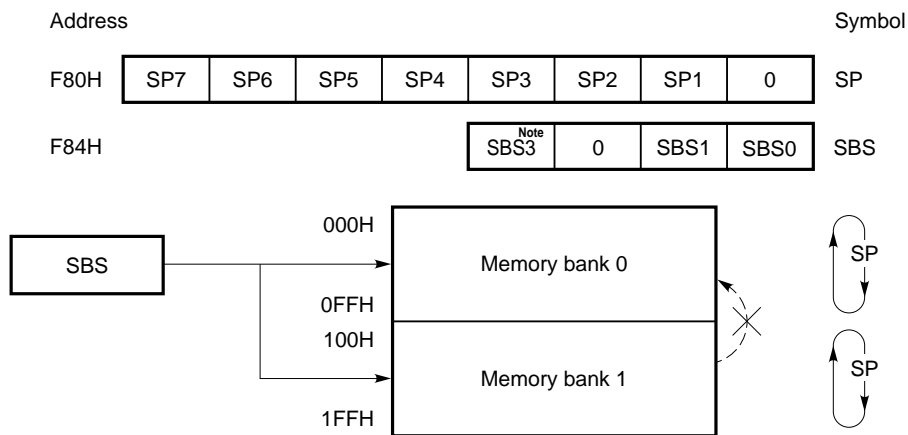 Address Symbol
F80H SP7 SP6 SP5 SP4 SP3 SP2 SP1 0 SP
F84H SBS3 Note 0 SBS1 SBS0 SBS
000H
SBS Memory bank 0 SP
0FFH
100H
Memory bank 1 SP
1FFH